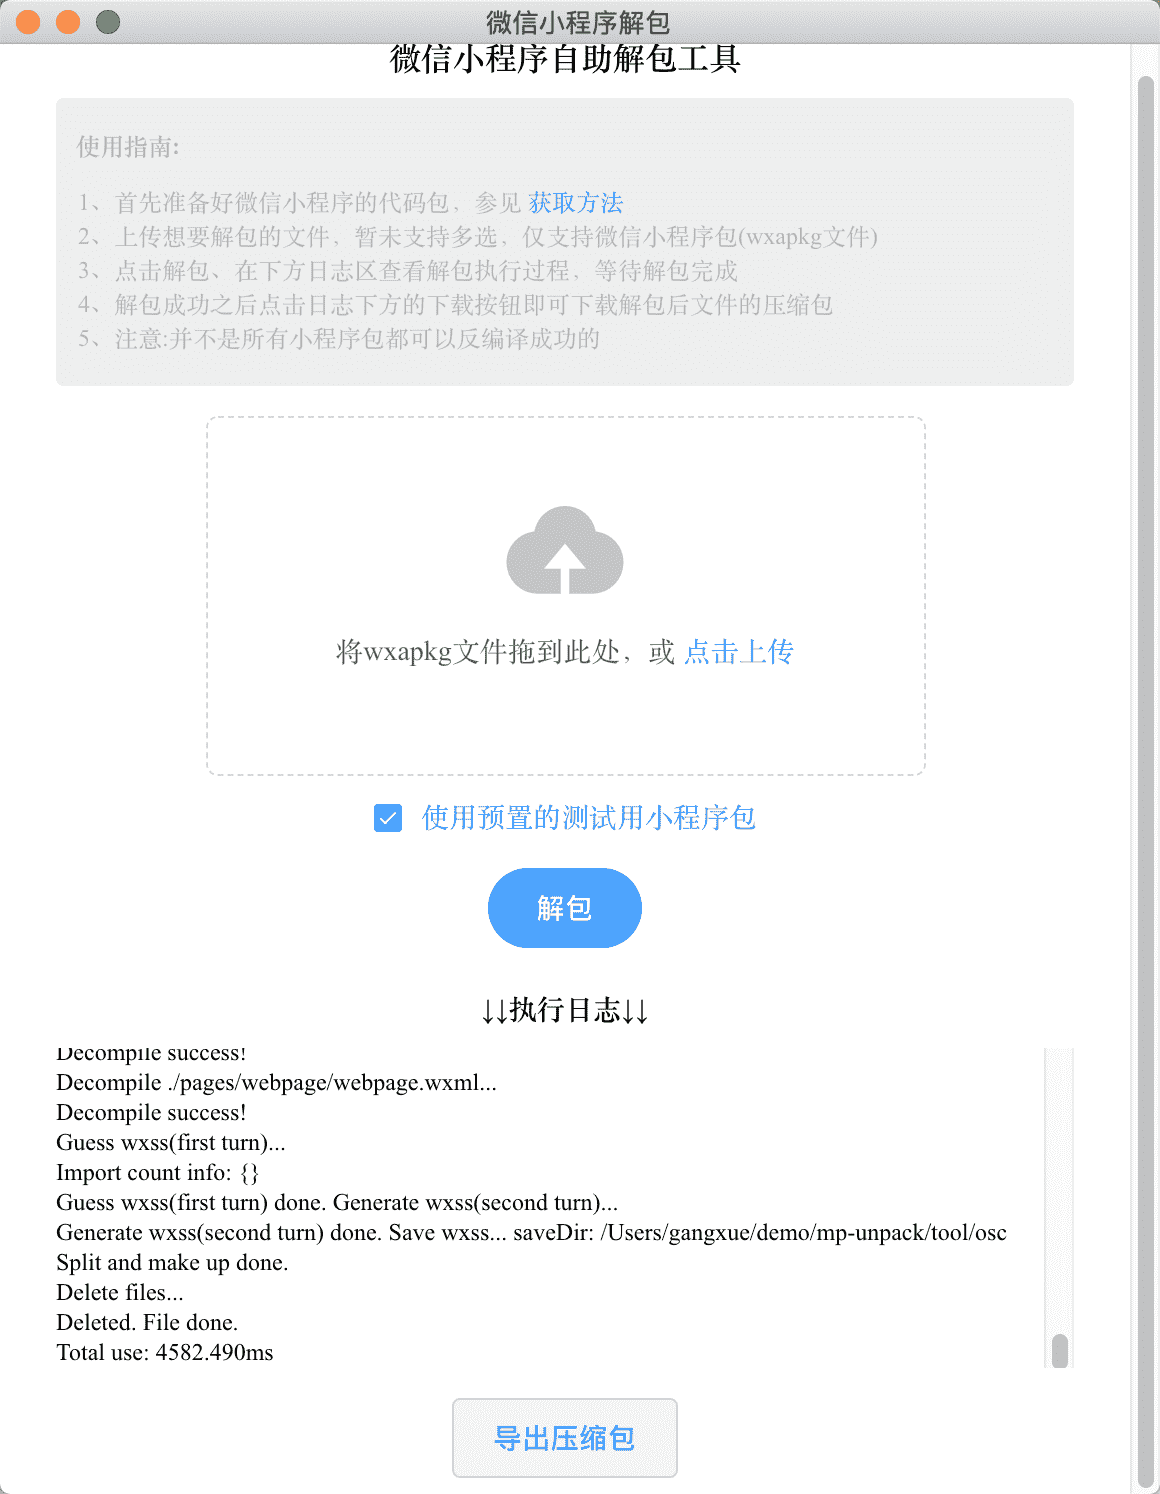 微信小程序解包
微信小程序自助解包工具
使用指南:
1、首先准备好微信小程序的代码包，参见 获取方法
2、上传想要解包的文件，暂未支持多选，仅支持微信小程序包(wxapkg文件)
3、点击解包、在下方日志区查看解包执行过程，等待解包完成
4、解包成功之后点击日志下方的下载按钮即可下载解包后文件的压缩包
5、注意:并不是所有小程序包都可以反编译成功的
将wxapkg文件拖到此处，或 点击上传
使用预置的测试用小程序包
解包
↓↓执行日志↓↓
Decompile success!
Decompile ./pages/webpage/webpage.wxml...
Decompile success!
Guess wxss(first turn)...
Import count info: {}
Guess wxss(first turn) done. Generate wxss(second turn)...
Generate wxss(second turn) done. Save wxss... saveDir: /Users/gangxue/demo/mp-unpack/tool/osc
Split and make up done.
Delete files...
Deleted. File done.
Total use: 4582.490ms
导出压缩包